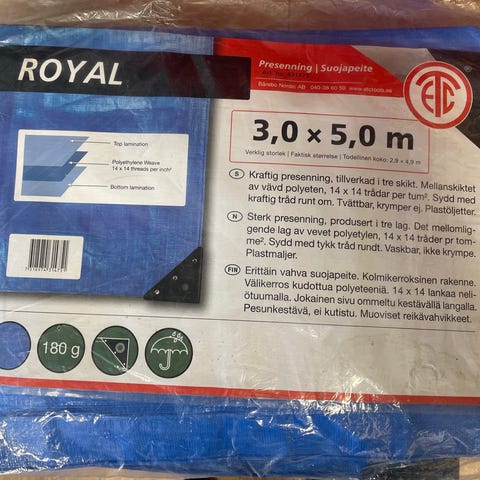 ROYAL
Presenning | Suojapeite
Bårebo Nordic AB 040-38 60 50 www.etctools.se
ETC
3,0 × 5,0 m
Verklig storlek | Faktisk størrelse | Todellinen koko: 2,9 x 4,9 m
Top lamination
Polyethylene Weave
14 x 14 threads per inch²
Bottom lamination
S Kraftig presenning, tillverkad i tre skikt. Mellanskiktet
av vävd polyeten, 14 × 14 trådar per tum². Sydd med
kraftig tråd runt om. Tvättbar, krymper ej. Plastöljetter.
N Sterk presenning, produsert i tre lag. Det mellomlig-
gende lag av vevet polyetylen, 14 × 14 tråder pr tom-
me². Sydd med tykk tråd rundt. Vaskbar, ikke krympe.
Plastmaljer.
FIN Erittäin vahva suojapeite. Kolmikerroksinen rakenne.
Välikerros kudottua polyeteeniä. 14 × 14 lankaa neli-
ötuumalla. Jokainen sivu ommeltu kestävällä langalla.
Pesunkestävä, ei kutistu. Muoviset reikävahvikkeet.
180 g